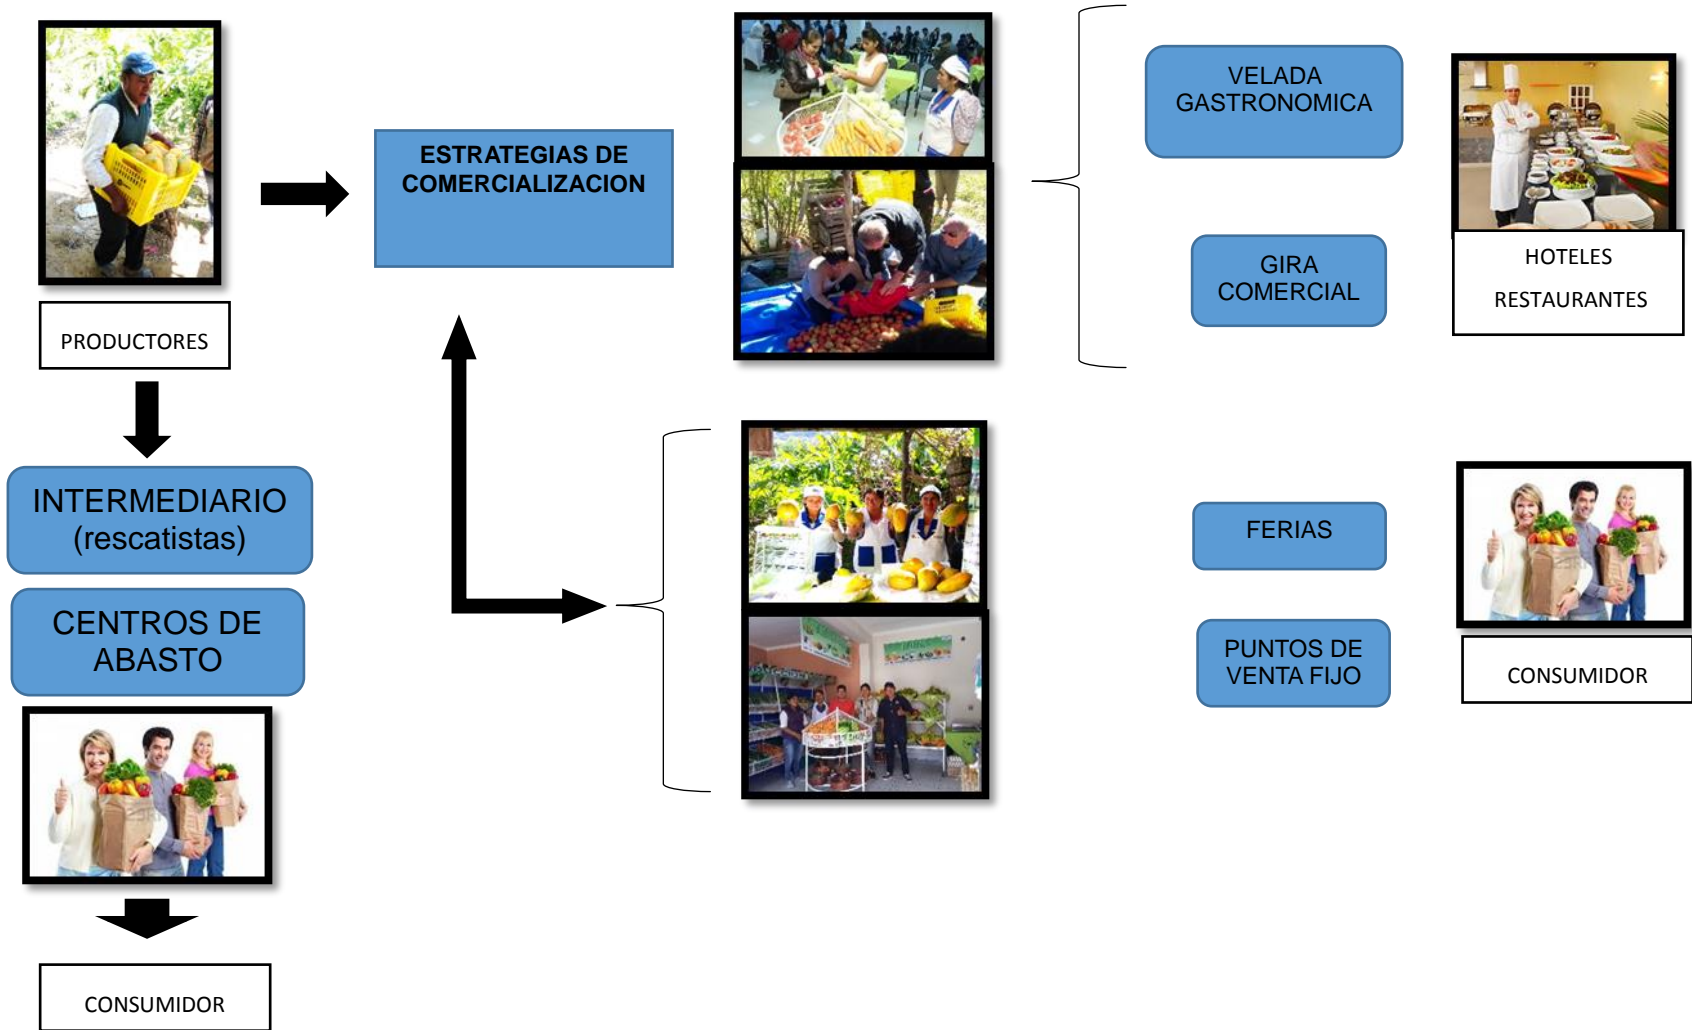 PRODUCTORES
INTERMEDIARIO
(rescatistas)
CENTROS DE
ABASTO
CONSUMIDOR
ESTRATEGIAS DE
COMERCIALIZACION
VELADA
GASTRONOMICA
GIRA
COMERCIAL
HOTELES
RESTAURANTES
FERIAS
PUNTOS DE
VENTA FIJO
CONSUMIDOR